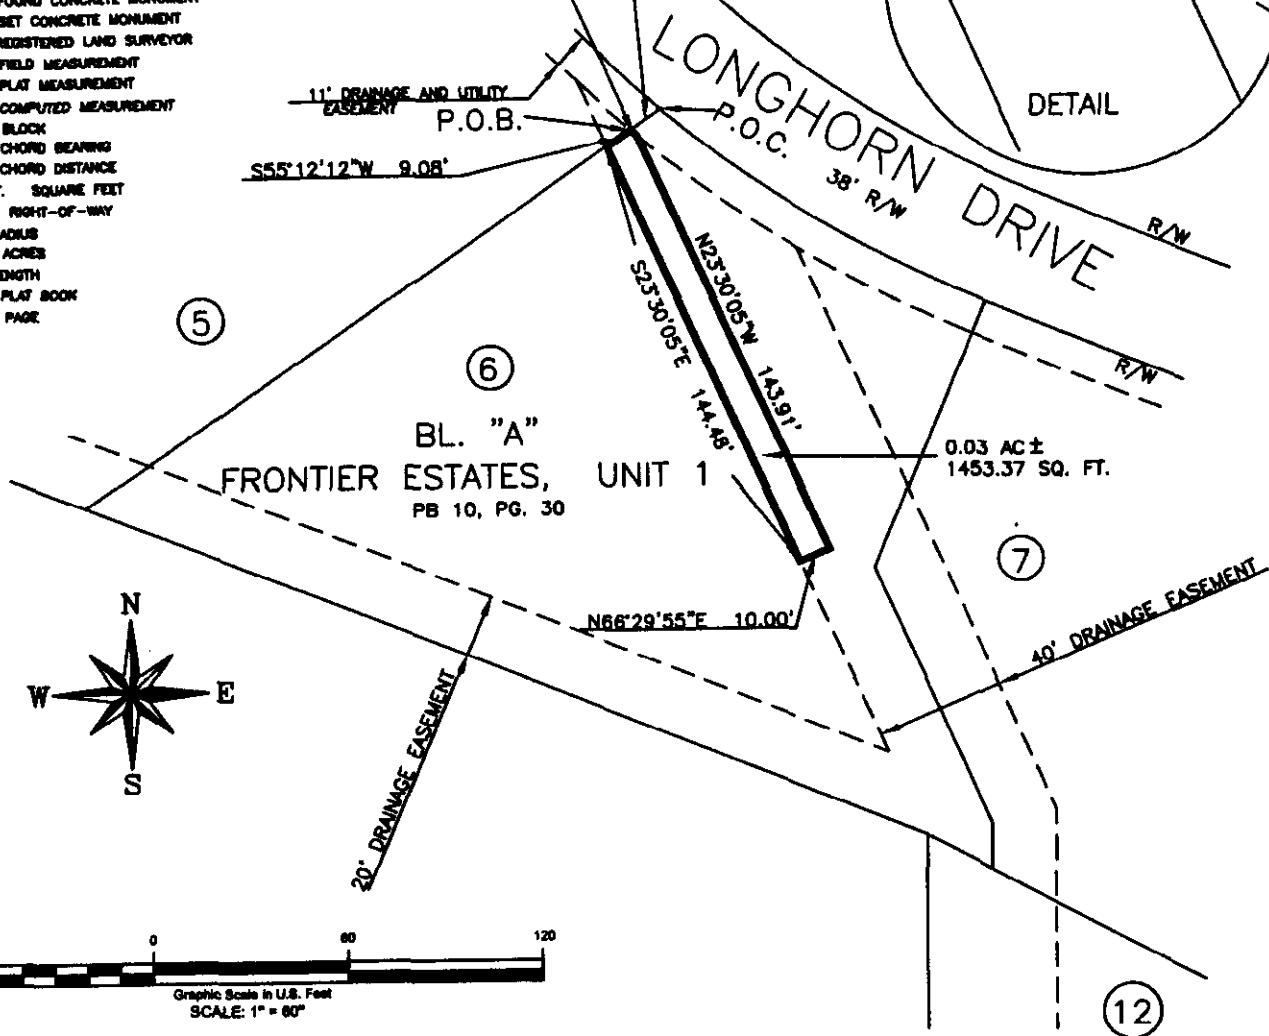 FOUND CONCRETE MONUMENT
SET CONCRETE MONUMENT
REGISTERED LAND SURVEYOR
FIELD MEASUREMENT
PLAT MEASUREMENT
COMPUTED MEASUREMENT
BLOCK
CHORD BEARING
CHORD DISTANCE
SQUARE FEET
RIGHT-OF-WAY
ACRES
PLAT BOOK
PAGE
11' DRAINAGE AND UTILITY
EASEMENT
P.O.B.
P.O.C.
S55°12'12"W 9.08'
LONGHORN DRIVE
38' R/W
R/W
R/W
DETAIL
N23°30'05"W 143.91'
S23°30'05"E 144.48'
5
6
BL. "A"
FRONTIER ESTATES, UNIT 1
PB 10, PG. 30
0.03 AC±
1453.37 SQ. FT.
7
N66°29'55"E 10.00'
40' DRAINAGE EASEMENT
20' DRAINAGE EASEMENT
N
W E
S
0 60 120
Graphic Scale in U.S. Feet
SCALE: 1" = 60"
12